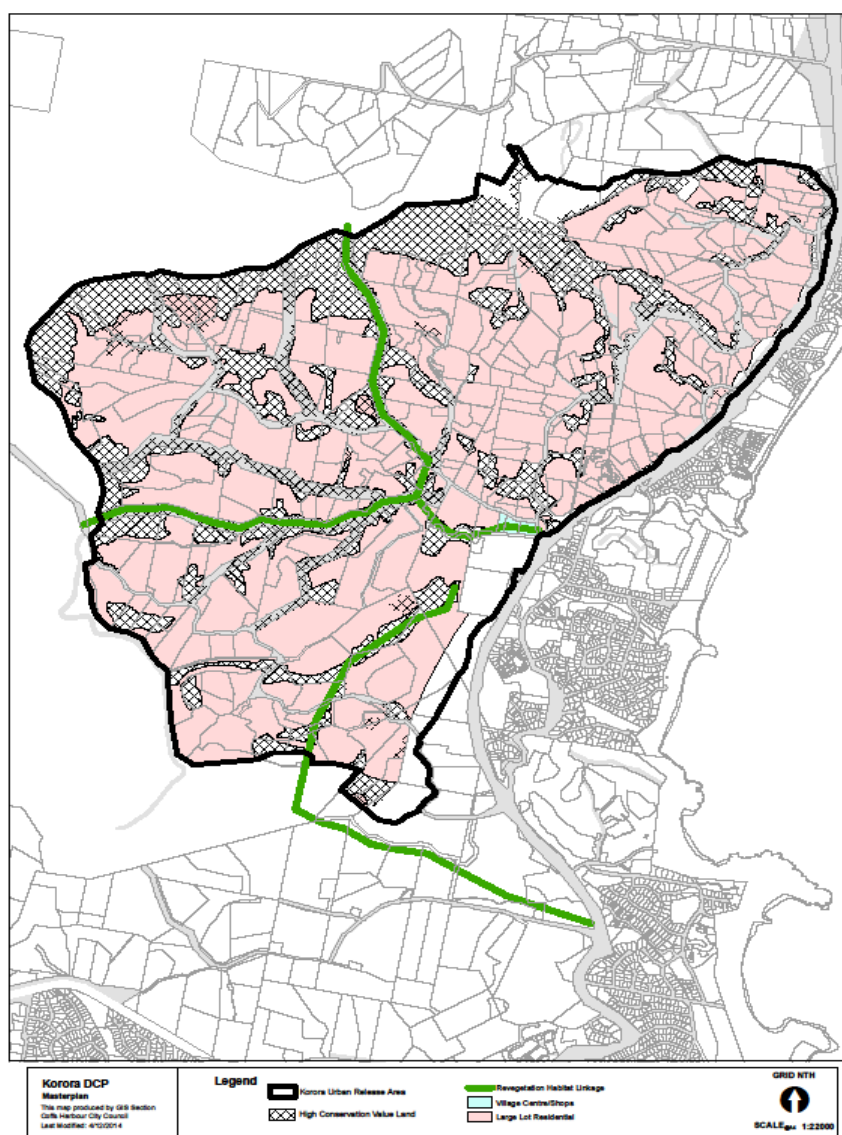 Korora DCP
Masterplan
This map produced by GIS Section
Coffs Harbour City Council
Last Modified: 4/12/2014
Legend
Korora Urban Release Area
High Conservation Value Land
Revegetation Habitat Linkage
Village Centre/Shops
Large Lot Residential
GRID NTH
SCALE@A4 1:22000